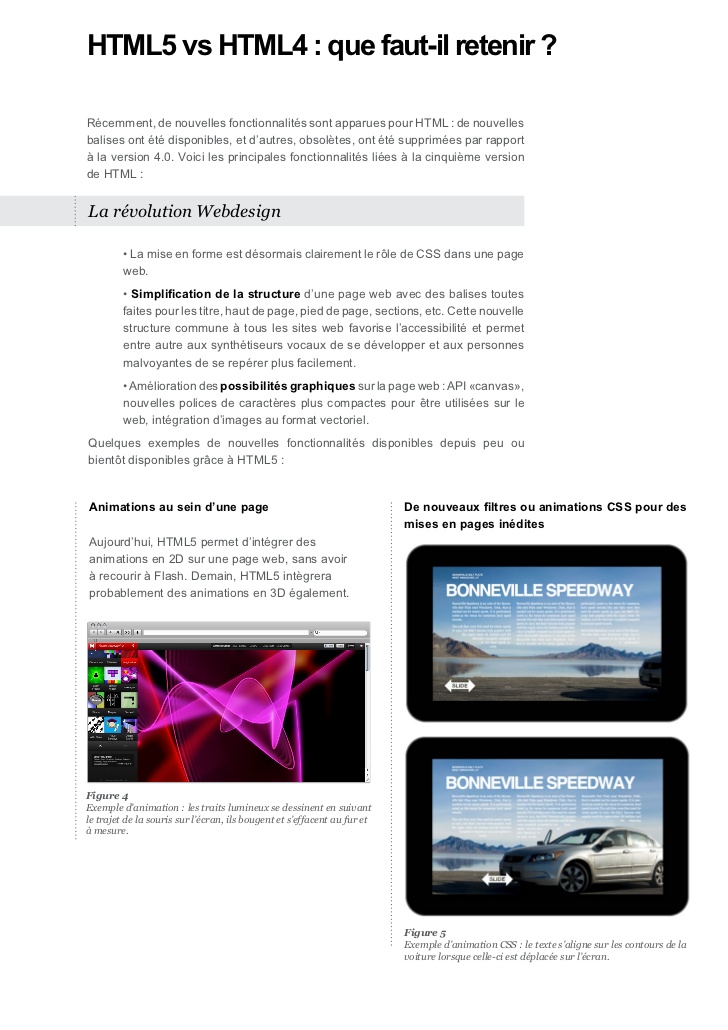 HTML5 vs HTML4 : que faut-il retenir ?
Récemment, de nouvelles fonctionnalités sont apparues pour HTML : de nouvelles
balises ont été disponibles, et d’autres, obsolètes, ont été supprimées par rapport
à la version 4.0. Voici les principales fonctionnalités liées à la cinquième version
de HTML :
La révolution Webdesign
• La mise en forme est désormais clairement le rôle de CSS dans une page
web.
• Simplification de la structure d’une page web avec des balises toutes
faites pour les titre, haut de page, pied de page, sections, etc. Cette nouvelle
structure commune à tous les sites web favorise l’accessibilité et permet
entre autre aux synthétiseurs vocaux de se développer et aux personnes
malvoyantes de se repérer plus facilement.
• Amélioration des possibilités graphiques sur la page web : API «canvas»,
nouvelles polices de caractères plus compactes pour être utilisées sur le
web, intégration d’images au format vectoriel.
Quelques exemples de nouvelles fonctionnalités disponibles depuis peu ou
bientôt disponibles grâce à HTML5 :
Animations au sein d’une page
Aujourd’hui, HTML5 permet d’intégrer des
animations en 2D sur une page web, sans avoir
à recourir à Flash. Demain, HTML5 intègrera
probablement des animations en 3D également.
Figure 4
Exemple d’animation : les traits lumineux se dessinent en suivant
le trajet de la souris sur l’écran, ils bougent et s’effacent au fur et
à mesure.
De nouveaux filtres ou animations CSS pour des
mises en pages inédites
BONNEVILLE SPEEDWAY
SLIDE
BONNEVILLE SPEEDWAY
SLIDE
Figure 5
Exemple d’animation CSS : le texte s’aligne sur les contours de la
voiture lorsque celle-ci est déplacée sur l’écran.